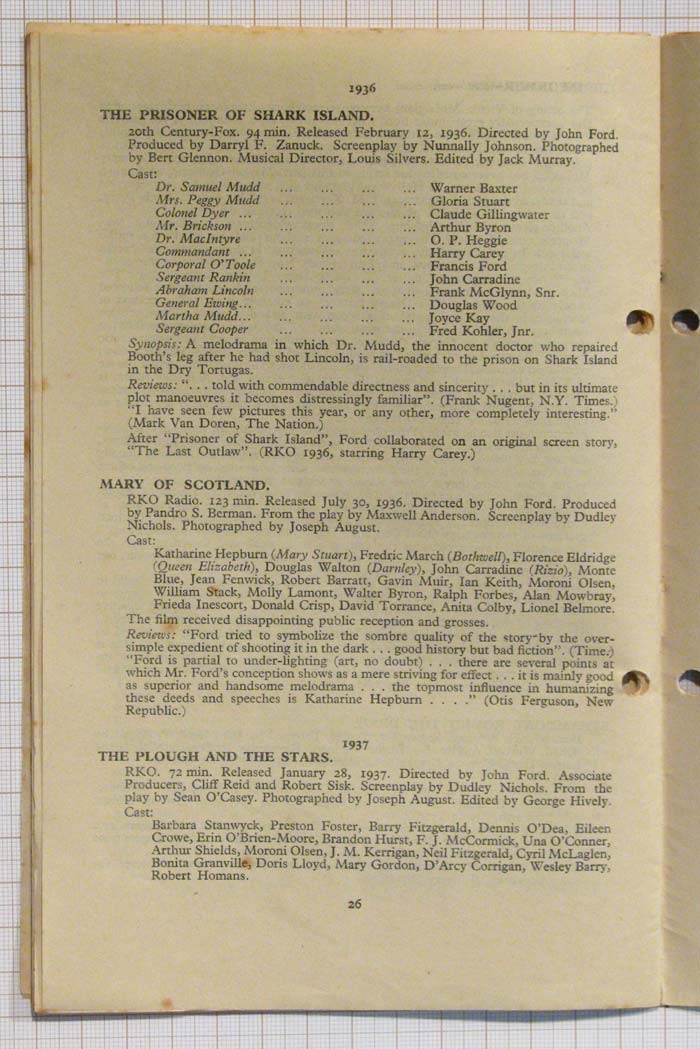 1936
THE PRISONER OF SHARK ISLAND.
20th Century-Fox. 94 min. Released February 12, 1936. Directed by John Ford.
Produced by Darryl F. Zanuck. Screenplay by Nunnally Johnson. Photographed
by Bert Glennon. Musical Director, Louis Silvers. Edited by Jack Murray.
Cast:
Dr. Samuel Mudd ... ... ... ... Warner Baxter
Mrs. Peggy Mudd ... ... ... ... Gloria Stuart
Colonel Dyer ... ... ... ... ... Claude Gillingwater
Mr. Brickson ... ... ... ... ... Arthur Byron
Dr. MacIntyre ... ... ... ... O. P. Heggie
Commandant ... ... ... ... ... Harry Carey
Corporal O'Toole ... ... ... ... Francis Ford
Sergeant Rankin ... ... ... ... John Carradine
Abraham Lincoln ... ... ... ... Frank McGlynn, Snr.
General Ewing... ... ... ... ... Douglas Wood
Martha Mudd... ... ... ... ... Joyce Kay
Sergeant Cooper ... ... ... ... Fred Kohler, Jnr.
Synopsis: A melodrama in which Dr. Mudd, the innocent doctor who repaired
Booth's leg after he had shot Lincoln, is rail-roaded to the prison on Shark Island
in the Dry Tortugas.
Reviews: ". . . told with commendable directness and sincerity . . . but in its ultimate
plot manoeuvres it becomes distressingly familiar". (Frank Nugent, N.Y. Times.)
"I have seen few pictures this year, or any other, more completely interesting."
(Mark Van Doren, The Nation.)
After "Prisoner of Shark Island", Ford collaborated on an original screen story,
"The Last Outlaw". (RKO 1936, starring Harry Carey.)
MARY OF SCOTLAND.
RKO Radio. 123 min. Released July 30, 1936. Directed by John Ford. Produced
by Pandro S. Berman. From the play by Maxwell Anderson. Screenplay by Dudley
Nichols. Photographed by Joseph August.
Cast:
Katharine Hepburn (Mary Stuart), Fredric March (Bothwell), Florence Eldridge
(Queen Elizabeth), Douglas Walton (Darnley), John Carradine (Rizio), Monte
Blue, Jean Fenwick, Robert Barratt, Gavin Muir, Ian Keith, Moroni Olsen,
William Stack, Molly Lamont, Walter Byron, Ralph Forbes, Alan Mowbray,
Frieda Inescort, Donald Crisp, David Torrance, Anita Colby, Lionel Belmore.
The film received disappointing public reception and grosses.
Reviews: "Ford tried to symbolize the sombre quality of the story by the over-
simple expedient of shooting it in the dark . . . good history but bad fiction". (Time.)
"Ford is partial to under-lighting (art, no doubt) . . . there are several points at
which Mr. Ford's conception shows as a mere striving for effect . . . it is mainly good
as superior and handsome melodrama . . . the topmost influence in humanizing
these deeds and speeches is Katharine Hepburn . . . ." (Otis Ferguson, New
Republic.)
1937
THE PLOUGH AND THE STARS.
RKO. 72 min. Released January 28, 1937. Directed by John Ford. Associate
Producers, Cliff Reid and Robert Sisk. Screenplay by Dudley Nichols. From the
play by Sean O'Casey. Photographed by Joseph August. Edited by George Hively.
Cast:
Barbara Stanwyck, Preston Foster, Barry Fitzgerald, Dennis O'Dea, Eileen
Crowe, Erin O'Brien-Moore, Brandon Hurst, F. J. McCormick, Una O'Conner,
Arthur Shields, Moroni Olsen, J. M. Kerrigan, Neil Fitzgerald, Cyril McLaglen,
Bonita Granville, Doris Lloyd, Mary Gordon, D'Arcy Corrigan, Wesley Barry,
Robert Homans.
26